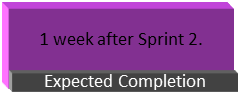 1 week after Sprint 2.
Expected Completion